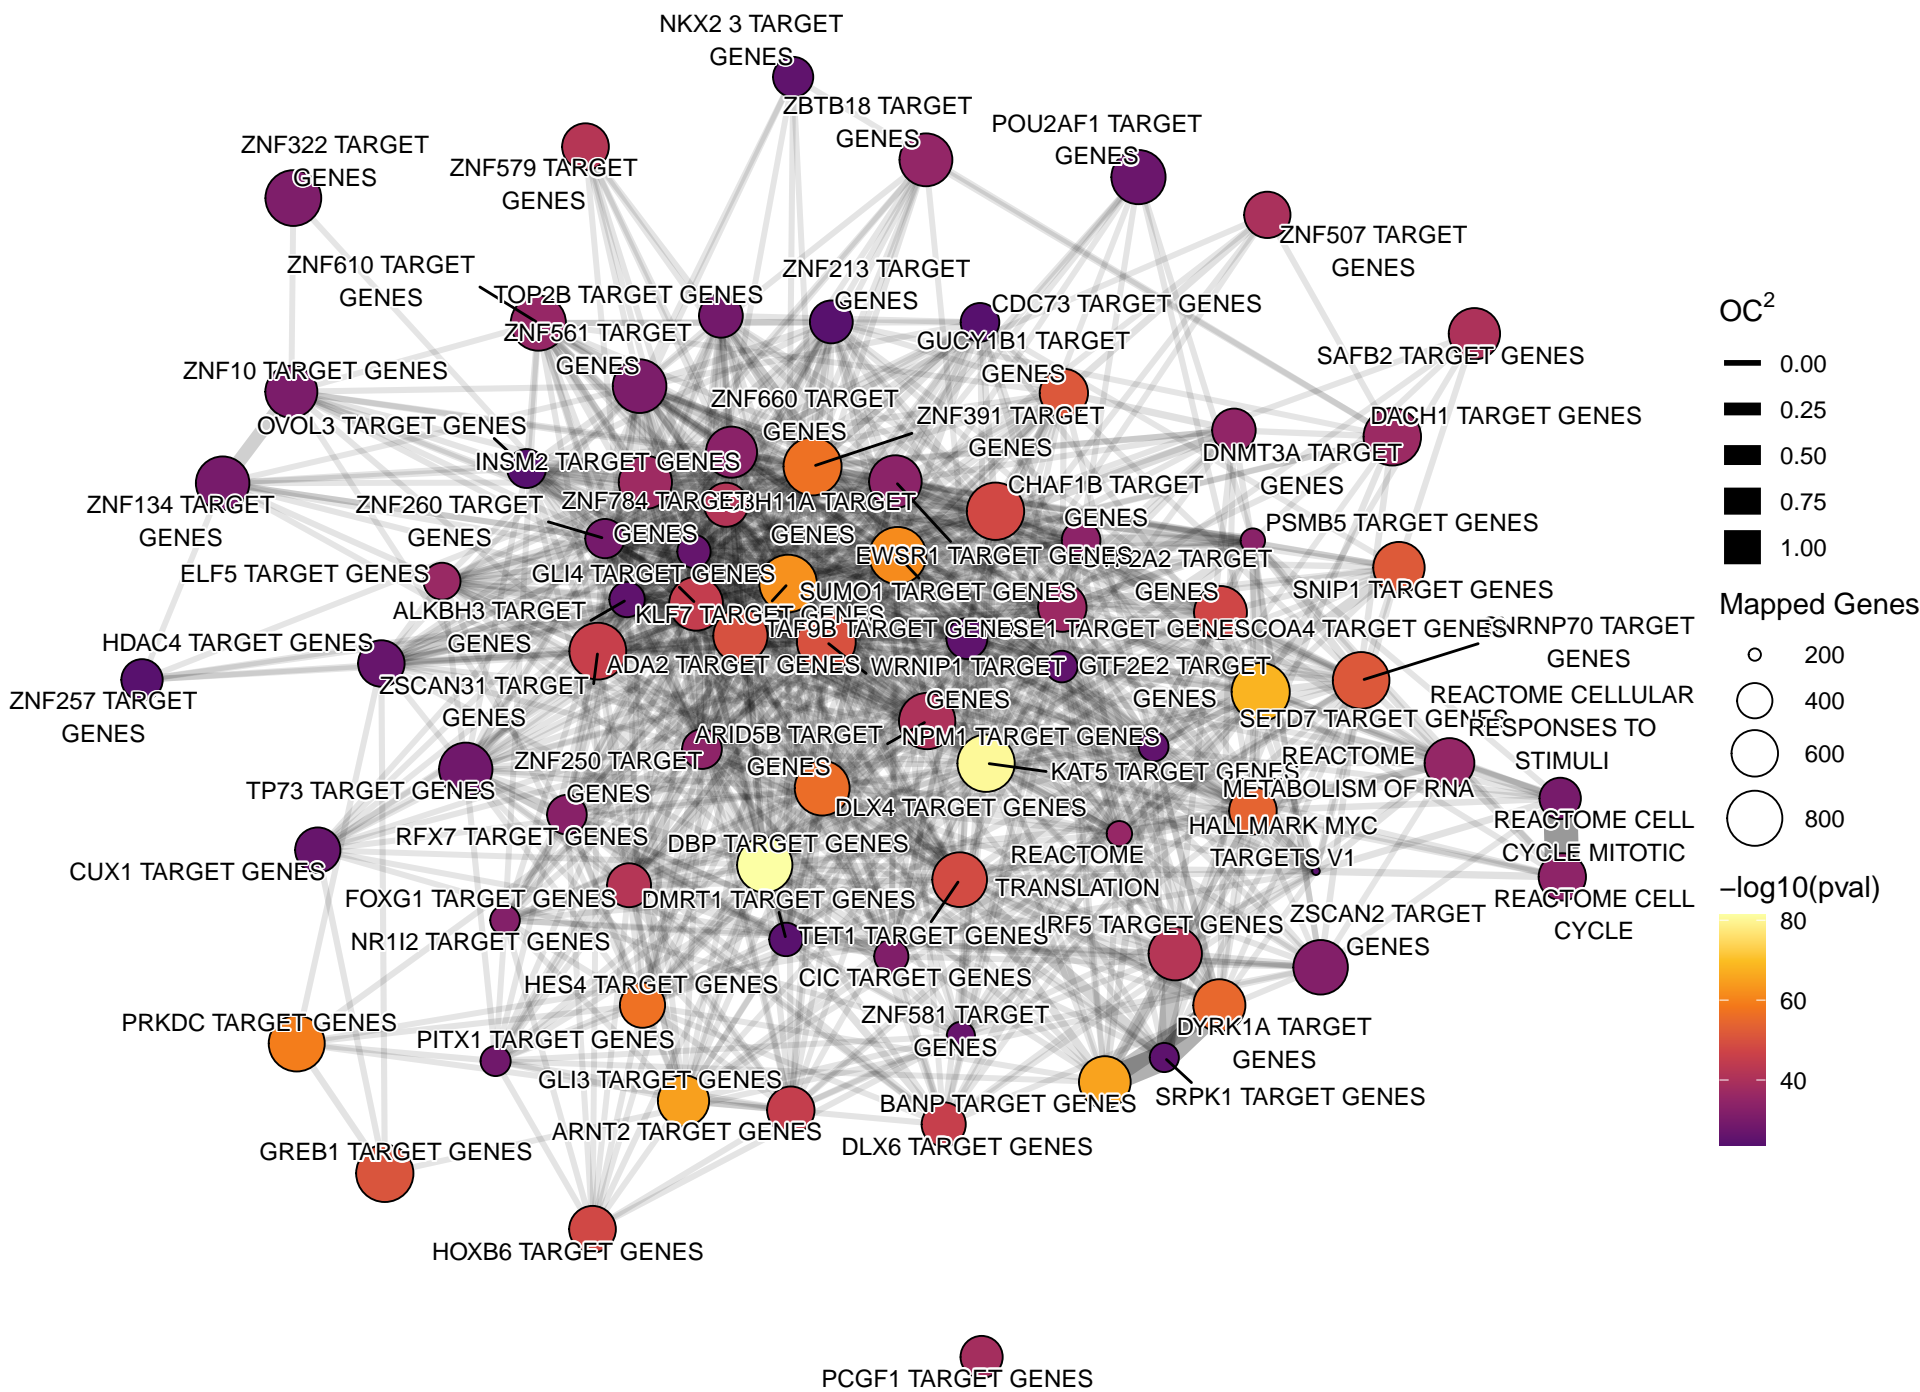 NKX2 3 TARGET
GENES
ZBTB18 TARGET
GENES
POU2AF1 TARGET
GENES
ZNF322 TARGET
GENES
ZNF579 TARGET
GENES
ZNF507 TARGET
GENES
ZNF610 TARGET
GENES
TOP2B TARGET GENES
ZNF213 TARGET
GENES
CDC73 TARGET GENES
ZNF561 TARGET
GENES
GUCY1B1 TARGET
GENES
SAFB2 TARGET GENES
ZNF10 TARGET GENES
OVOL3 TARGET GENES
ZNF660 TARGET
GENES
ZNF391 TARGET
GENES
DACH1 TARGET GENES
DNMT3A TARGET
GENES
INSM2 TARGET GENES
ZNF134 TARGET
GENES
ZNF260 TARGET
GENES
ZNF784 TARGET
GENES
H11A TARGET
GENES
CHAF1B TARGET
GENES
PSMB5 TARGET GENES
EWSR1 TARGET GENES
2A2 TARGET
GENES
SNIP1 TARGET GENES
ELF5 TARGET GENES
GLI4 TARGET GENES
SUMO1 TARGET GENES
ALKBH3 TARGET
GENES
KLF7 TARGET GENES
TAF9B TARGET GENES
SE1 TARGET GENES
COA4 TARGET GENES
NRNP70 TARGET
GENES
HDAC4 TARGET GENES
ADA2 TARGET GENES
WRNIP1 TARGET
GENES
GTF2E2 TARGET
GENES
ZNF257 TARGET
GENES
ZSCAN31 TARGET
GENES
SETD7 TARGET GENES
REACTOME CELLULAR
RESPONSES TO
STIMULI
ARID5B TARGET
GENES
NPM1 TARGET GENES
ZNF250 TARGET
GENES
KAT5 TARGET GENES
REACTOME
METABOLISM OF RNA
TP73 TARGET GENES
DLX4 TARGET GENES
RFX7 TARGET GENES
HALLMARK MYC
TARGETS V1
REACTOME CELL
CYCLE MITOTIC
DBP TARGET GENES
REACTOME
TRANSLATION
CUX1 TARGET GENES
FOXG1 TARGET GENES
DMRT1 TARGET GENES
REACTOME CELL
CYCLE
NR1I2 TARGET GENES
TET1 TARGET GENES
IRF5 TARGET GENES
ZSCAN2 TARGET
GENES
CIC TARGET GENES
HES4 TARGET GENES
PRKDC TARGET GENES
PITX1 TARGET GENES
ZNF581 TARGET
GENES
DYRK1A TARGET
GENES
GLI3 TARGET GENES
BANP TARGET GENES
SRPK1 TARGET GENES
ARNT2 TARGET GENES
DLX6 TARGET GENES
GREB1 TARGET GENES
HOXB6 TARGET GENES
PCGF1 TARGET GENES
OC²
0.00
0.25
0.50
0.75
1.00
Mapped Genes
200
400
600
800
−log10(pval)
80
60
40